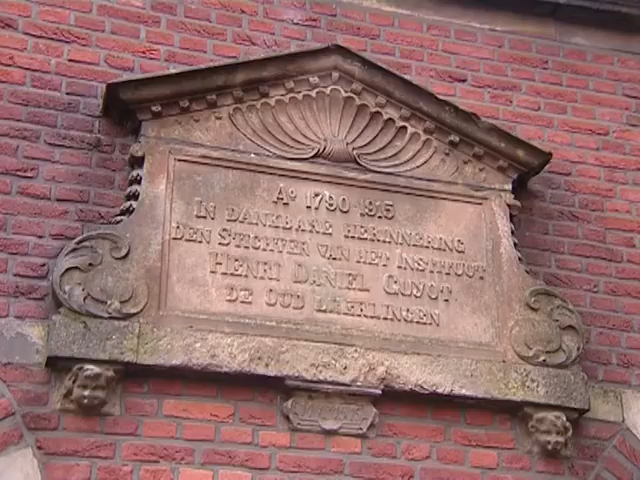 Aº 1790-1915
IN DANKBARE HERINNERING
DEN STICHTER VAN HET INSTITUUT
HENRI DANIEL GUYOT
DE OUD LEERLINGEN